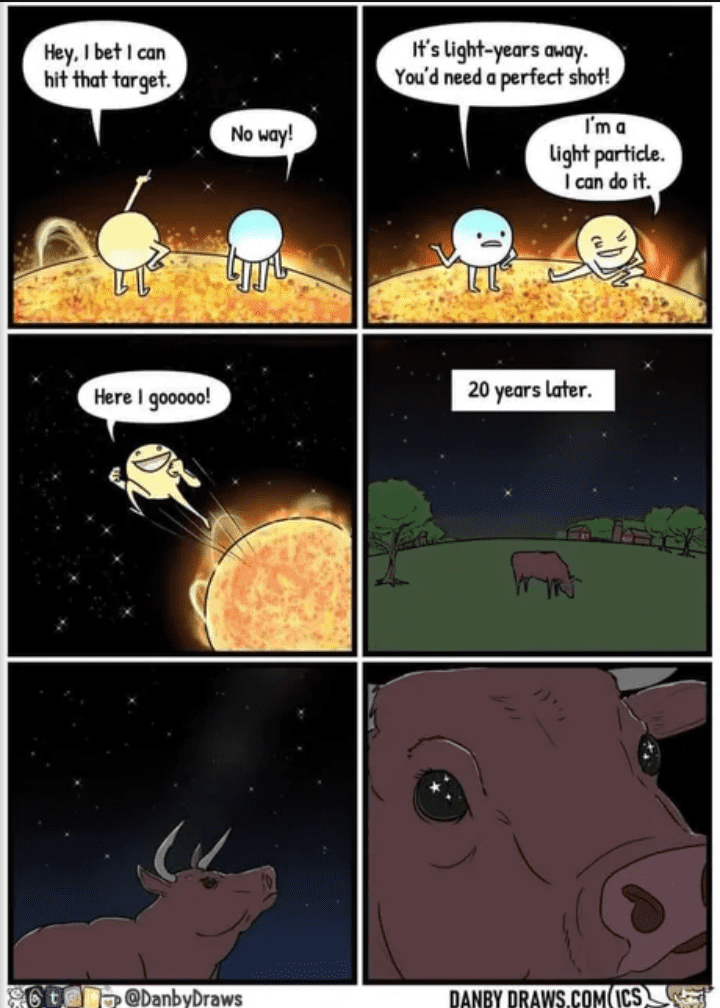 Hey, I bet I can
hit that target.
No way!
It's light-years away.
You'd need a perfect shot!
I'm a
light particle.
I can do it.
Here I gooooo!
20 years later.
@DanbyDraws
DANBY DRAWS.COM(ICS)